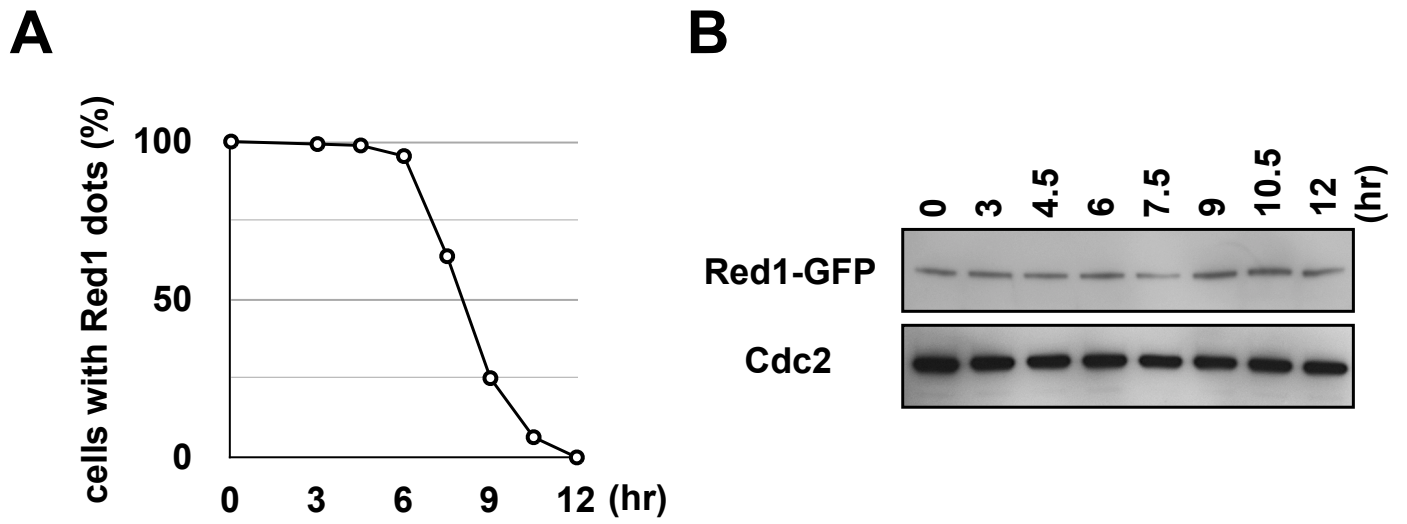 A
cells with Red1 dots (%)
100
50
0
0 3 6 9 12 (hr)
B
0 3 4.5 6 7.5 9 10.5 12 (hr)
Red1-GFP
Cdc2